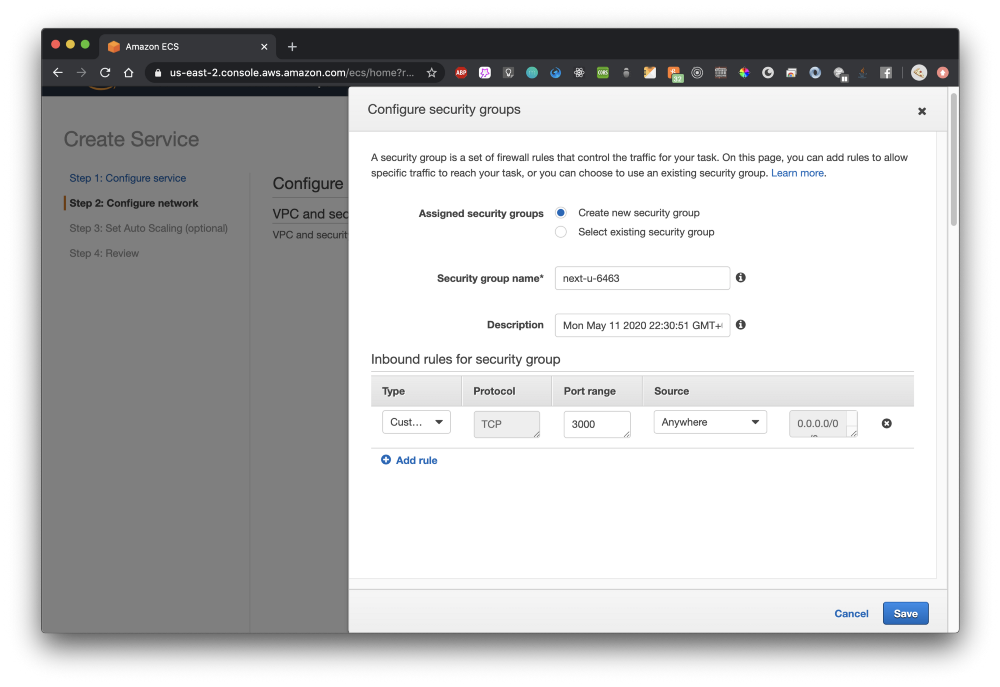 Amazon ECS
us-east-2.console.aws.amazon.com/ecs/home?r...
ABP
CORS
32
Configure security groups
Create Service
A security group is a set of firewall rules that control the traffic for your task. On this page, you can add rules to allow
specific traffic to reach your task, or you can choose to use an existing security group. Learn more.
Step 1: Configure service
Step 2: Configure network
Step 3: Set Auto Scaling (optional)
Step 4: Review
Configure
VPC and sec
VPC and securit
Assigned security groups
Create new security group
Select existing security group
Security group name*
next-u-6463
Description
Mon May 11 2020 22:30:51 GMT+
Inbound rules for security group
Type Protocol Port range Source
Cust... TCP 3000 Anywhere 0.0.0.0/0
Add rule
Cancel Save